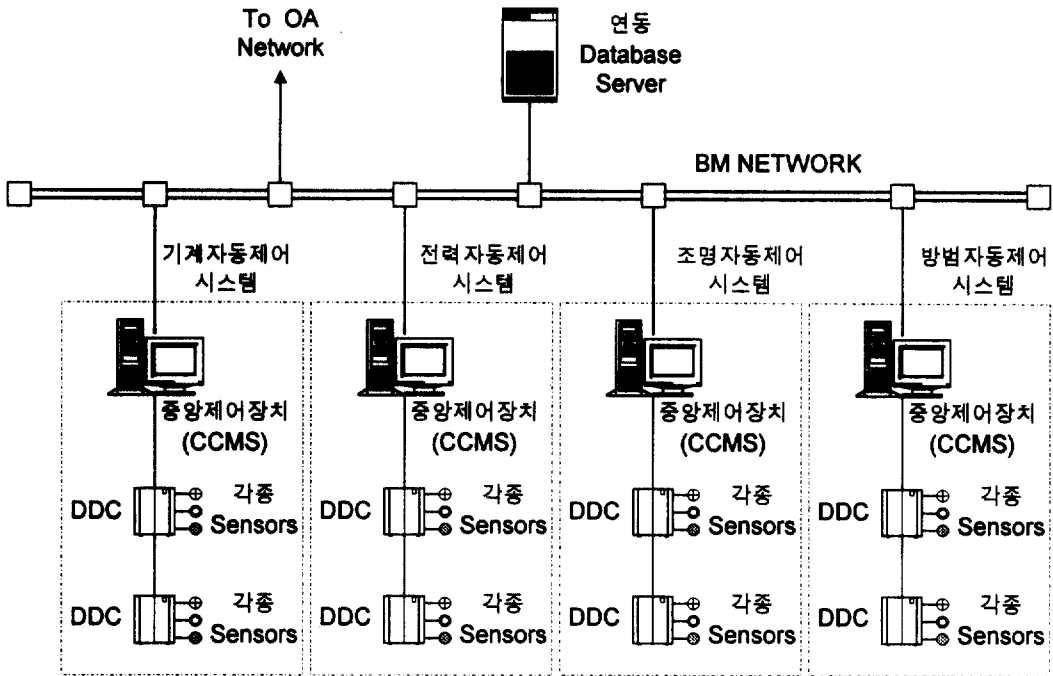 To OA
Network
연동
Database
Server
BM NETWORK
기계자동제어
시스템
전력자동제어
시스템
조명자동제어
시스템
방범자동제어
시스템
중앙제어장치
(CCMS)
중앙제어장치
(CCMS)
중앙제어장치
(CCMS)
중앙제어장치
(CCMS)
DDC
각종
Sensors
DDC
각종
Sensors
DDC
각종
Sensors
DDC
각종
Sensors
DDC
각종
Sensors
DDC
각종
Sensors
DDC
각종
Sensors
DDC
각종
Sensors